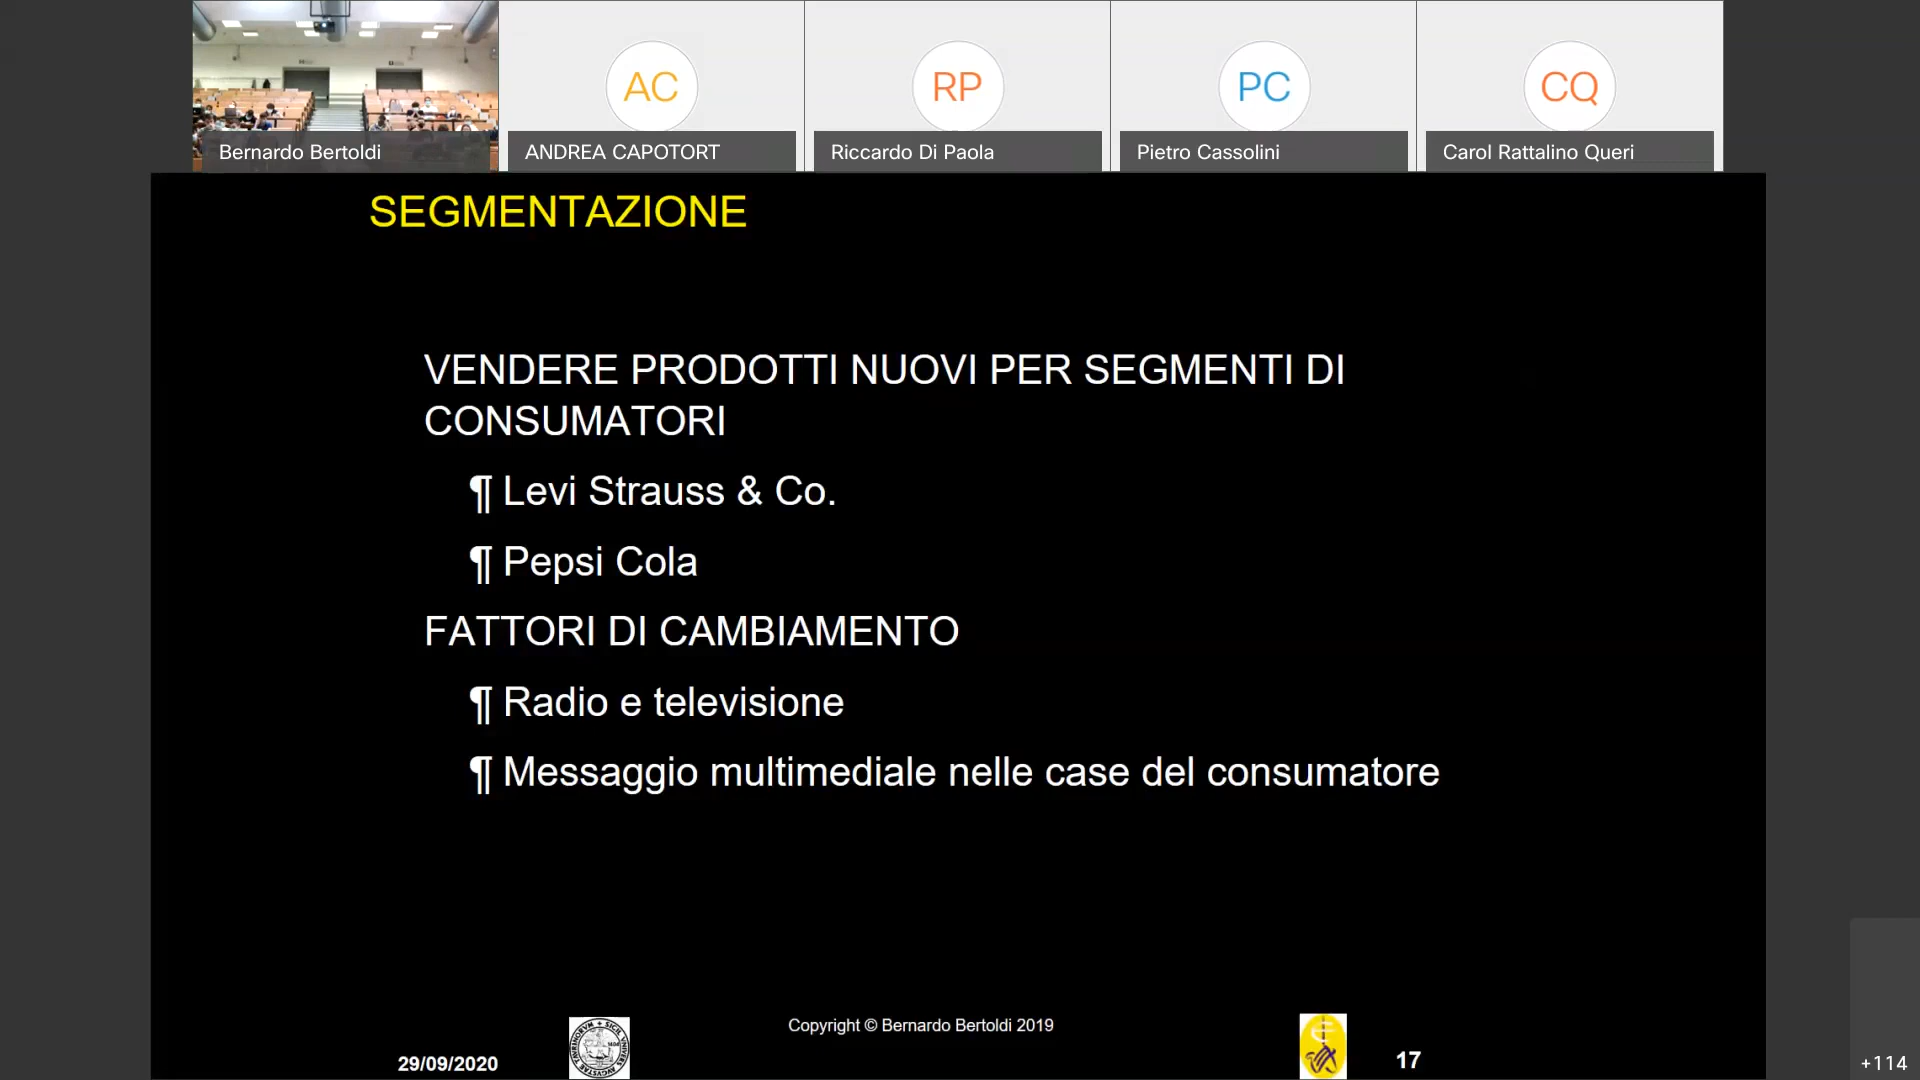 AC
RP
PC
CQ
Bernardo Bertoldi
ANDREA CAPOTORT
Riccardo Di Paola
Pietro Cassolini
Carol Rattalino Queri
SEGMENTAZIONE
VENDERE PRODOTTI NUOVI PER SEGMENTI DI
CONSUMATORI
¶ Levi Strauss & Co.
¶ Pepsi Cola
FATTORI DI CAMBIAMENTO
¶ Radio e televisione
¶ Messaggio multimediale nelle case del consumatore
Copyright © Bernardo Bertoldi 2019
29/09/2020
17
+114